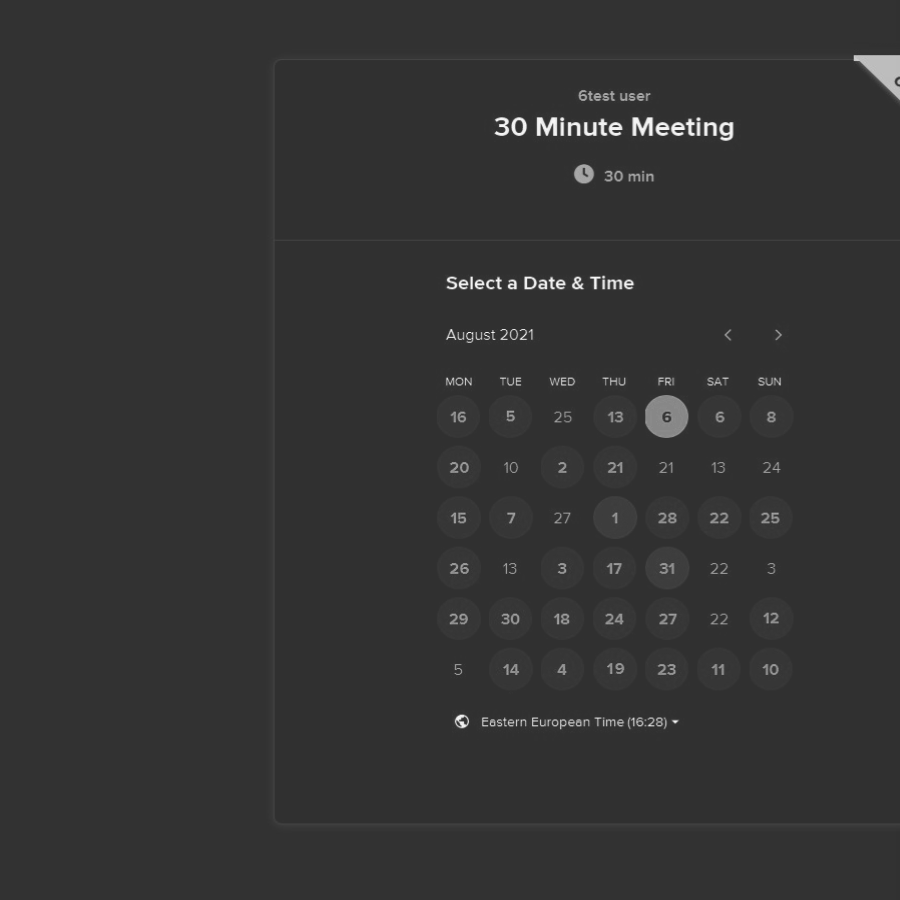 6test user
30 Minute Meeting
30 min
Select a Date & Time
August 2021
MON TUE WED THU FRI SAT SUN
16 5 25 13 6 6 8
20 10 2 21 21 13 24
15 7 27 1 28 22 25
26 13 3 17 31 22 3
29 30 18 24 27 22 12
5 14 4 19 23 11 10
Eastern European Time (16:28)